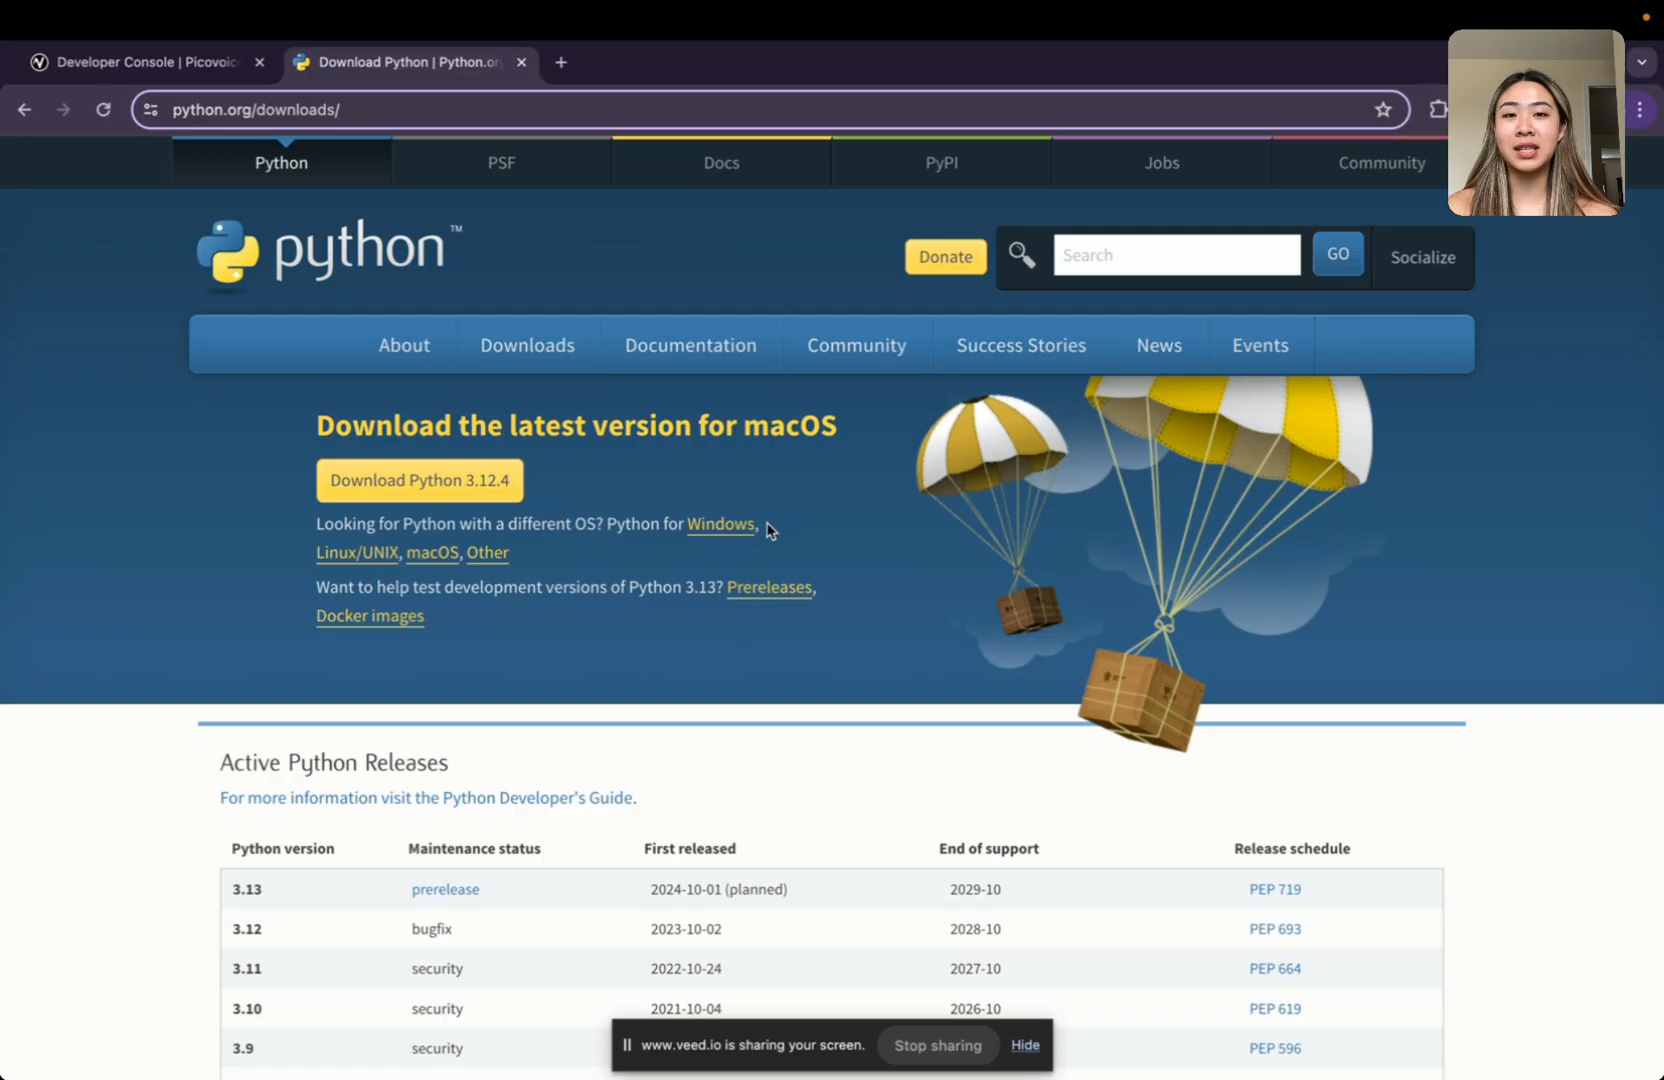 Developer Console | Picovoice
Download Python | Python.or
python.org/downloads/
Python
PSF
Docs
PyPI
Jobs
Community
python™
Donate
Search
GO
Socialize
About
Downloads
Documentation
Community
Success Stories
News
Events
Download the latest version for macOS
Download Python 3.12.4
Looking for Python with a different OS? Python for Windows,
Linux/UNIX, macOS, Other
Want to help test development versions of Python 3.13? Prereleases,
Docker images
Active Python Releases
For more information visit the Python Developer's Guide.
Python version Maintenance status First released End of support Release schedule
3.13 prerelease 2024-10-01 (planned) 2029-10 PEP 719
3.12 bugfix 2023-10-02 2028-10 PEP 693
3.11 security 2022-10-24 2027-10 PEP 664
3.10 security 2021-10-04 2026-10 PEP 619
3.9 security PEP 596
www.veed.io is sharing your screen. Stop sharing Hide